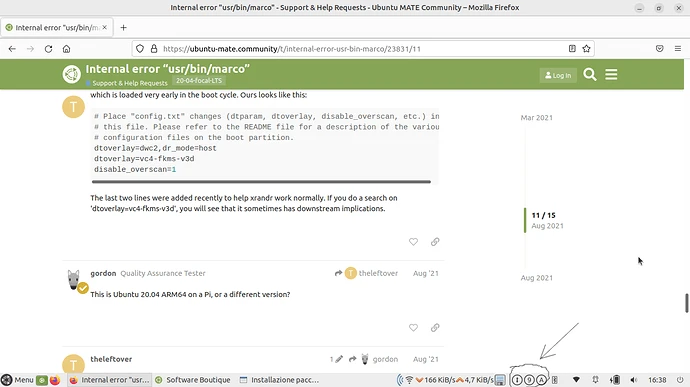 Internal error "usr/bin/marco" - Support & Help Requests - Ubuntu MATE Community – Mozilla Firefox
Internal error "usr/bin/marco"
https://ubuntu-mate.community/t/internal-error-usr-bin-marco/23831/11
Internal error “usr/bin/marco”
Support & Help Requests
20-04-focal-LTS
Log In
which is loaded very early in the boot cycle. Ours looks like this:
# Place "config.txt" changes (dtparam, dtoverlay, disable_overscan, etc.) in
# this file. Please refer to the README file for a description of the variou
# configuration files on the boot partition.
dtoverlay=dwc2,dr_mode=host
dtoverlay=vc4-fkms-v3d
disable_overscan=1
The last two lines were added recently to help xrandr work normally. If you do a search on
'dtoverlay=vc4-fkms-v3d', you will see that it sometimes has downstream implications.
Mar 2021
11 / 15
Aug 2021
Aug 2021
gordon
Quality Assurance Tester
theleftover
Aug '21
This is Ubuntu 20.04 ARM64 on a Pi, or a different version?
T
theleftover
1
gordon
Aug '21
Menu
Internal error "usr…
Software Boutique
Installazione pacc…
166 KiB/s
4,7 KiB/s
1
9
A
16:38